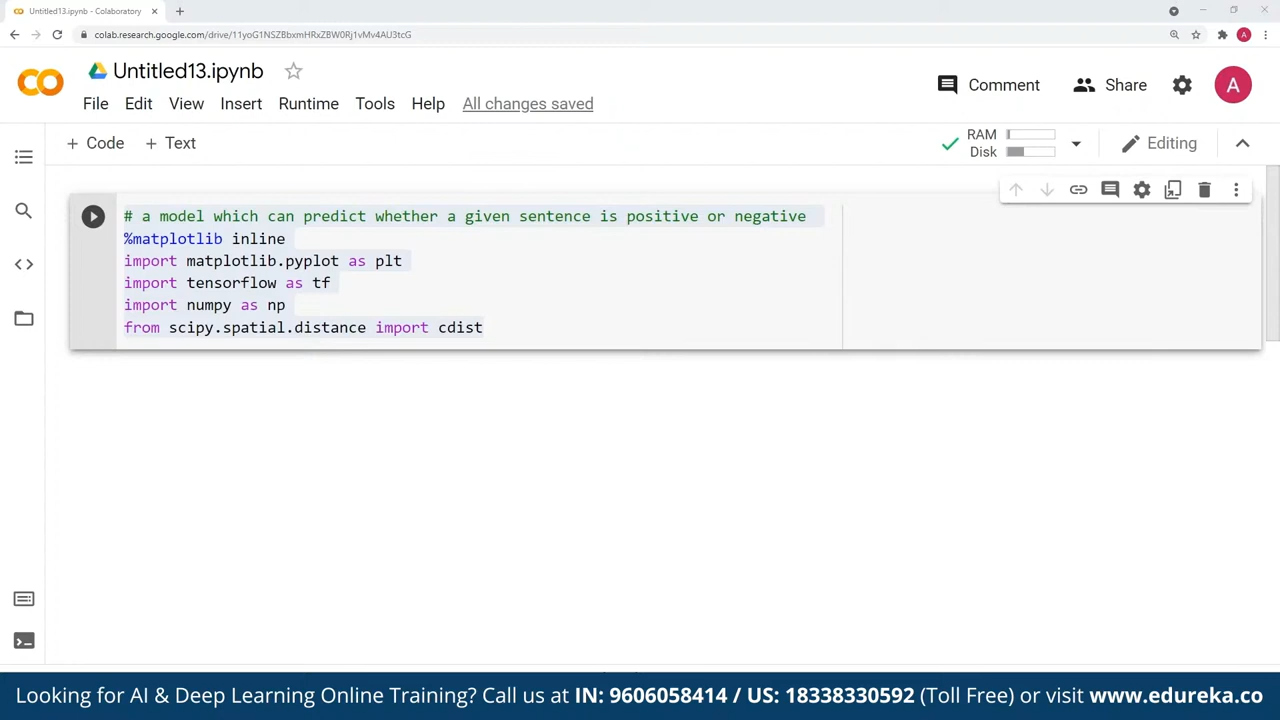 Untitled13.ipynb - Colaboratory
colab.research.google.com/drive/11yoG1NSZBbxmHRxZBW0Rj1vMv4AU3tcG
A
CO
Untitled13.ipynb
Comment
Share
A
File Edit View Insert Runtime Tools Help All changes saved
+ Code + Text
RAM
Disk
Editing
# a model which can predict whether a given sentence is positive or negative
%matplotlib inline
import matplotlib.pyplot as plt
import tensorflow as tf
import numpy as np
from scipy.spatial.distance import cdist
Looking for AI & Deep Learning Online Training? Call us at IN: 9606058414 / US: 18338330592 (Toll Free) or visit www.edureka.co